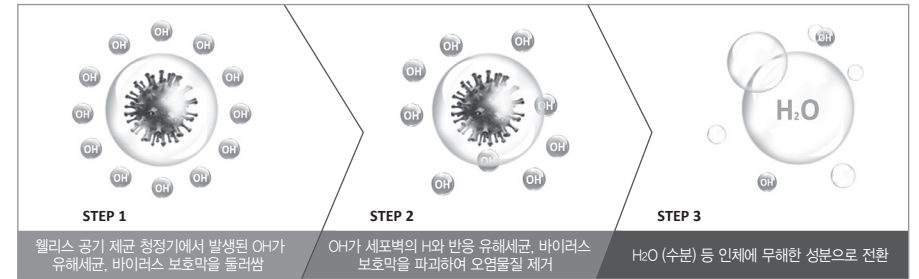 OH
OH
OH
OH
OH
OH
OH
OH
OH
OH
OH
OH
STEP 1
웰리스 공기 제균 청정기에서 발생된 OH가
유해세균, 바이러스 보호막을 둘러쌈
OH
OH
OH
OH
OH
OH
OH
OH
OH
STEP 2
OH가 세포벽의 H와 반응 유해세균, 바이러스
보호막을 파괴하여 오염물질 제거
OH
H2O
OH
STEP 3
H2O (수분) 등 인체에 무해한 성분으로 전환